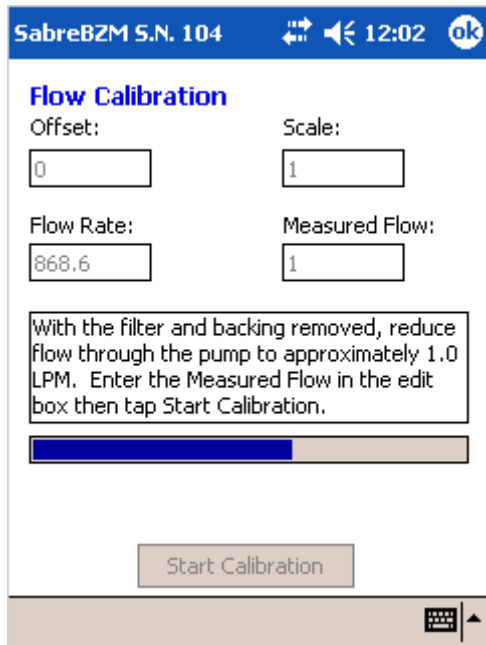 SabreBZM S.N. 104 12:02 ok
Flow Calibration
Offset: Scale:
0 1
Flow Rate: Measured Flow:
868.6 1
With the filter and backing removed, reduce
flow through the pump to approximately 1.0
LPM. Enter the Measured Flow in the edit
box then tap Start Calibration.
Start Calibration